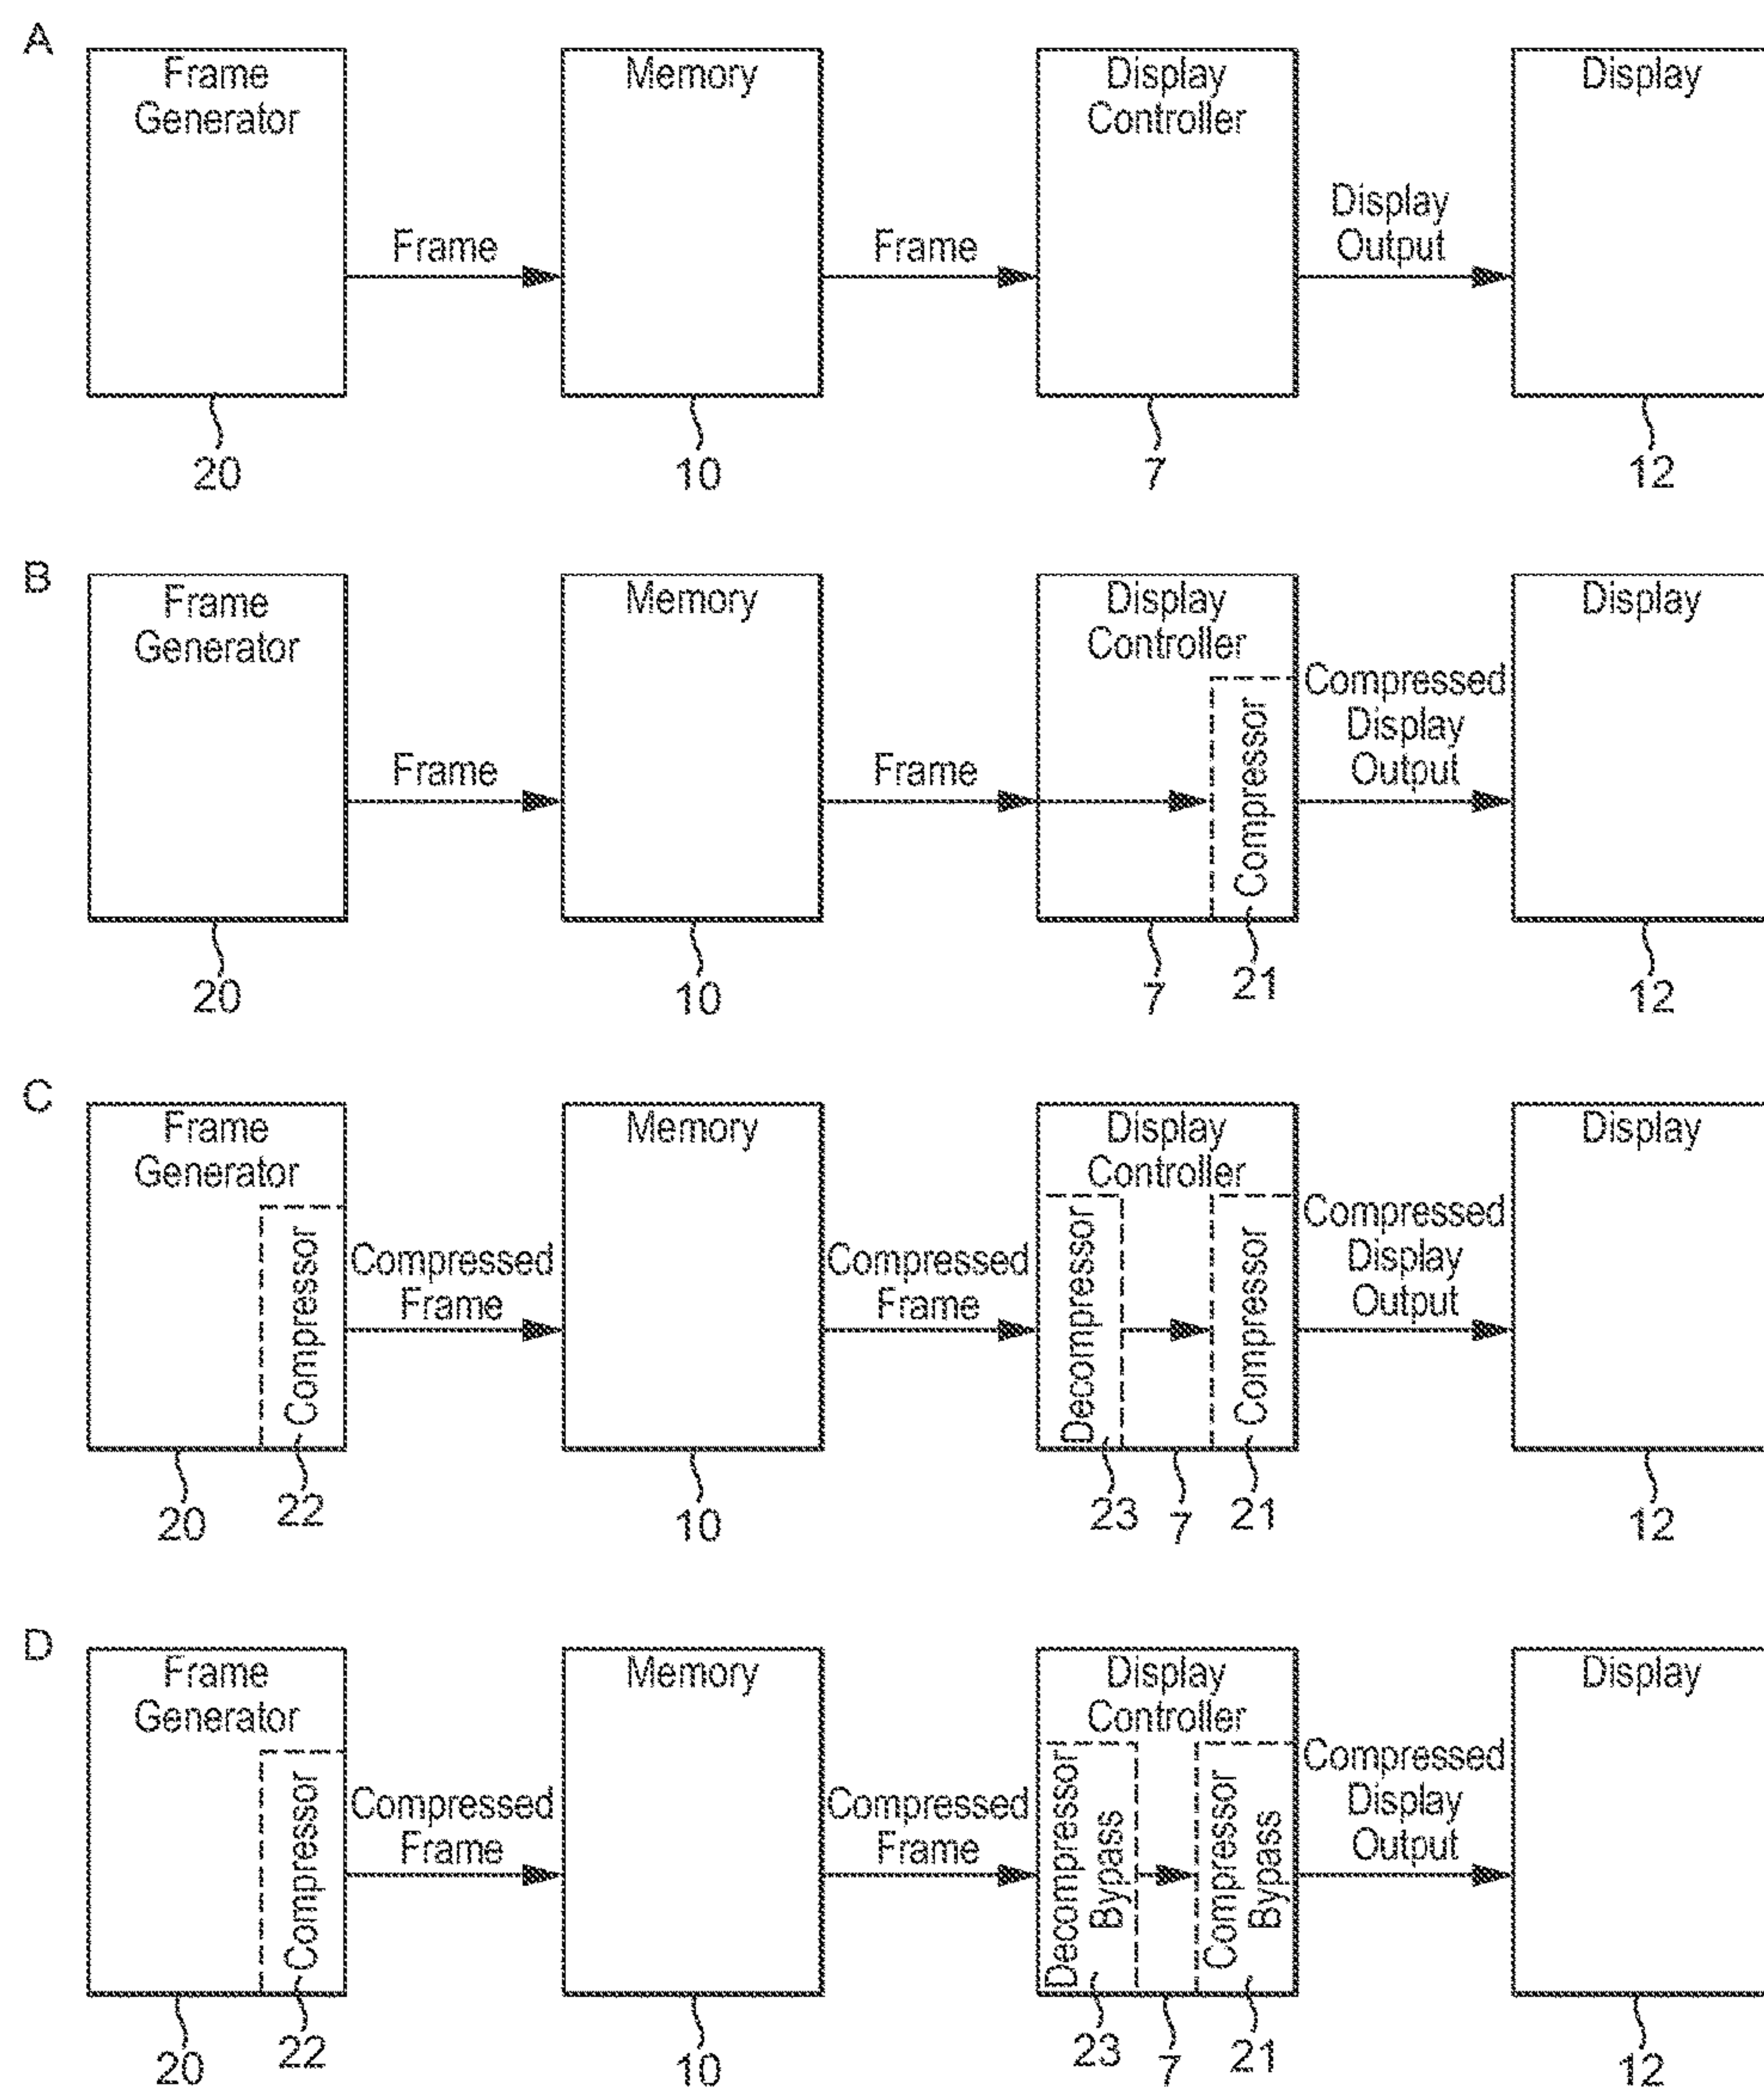 A
Frame
Generator
Memory
Display
Controller
Display
Frame
Frame
Display
Output
20
10
7
12
B
Frame
Generator
Memory
Display
Controller
Display
Frame
Frame
Compressor
Compressed
Display
Output
20
10
7
21
12
C
Frame
Generator
Memory
Display
Controller
Display
Compressor
Compressed
Frame
Compressed
Frame
Decompressor
Compressor
Compressed
Display
Output
20
22
10
23
7
21
12
D
Frame
Generator
Memory
Display
Controller
Display
Compressor
Compressed
Frame
Compressed
Frame
Decompressor
Bypass
Compressor
Bypass
Compressed
Display
Output
20
22
10
23
7
21
12